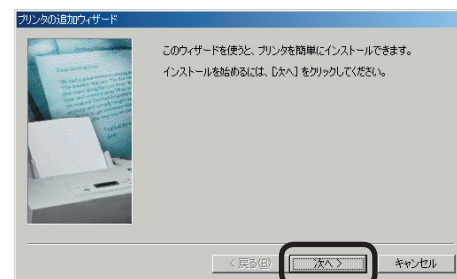 プリンタの追加ウィザード
このウィザードを使うと、プリンタを簡単にインストールできます。
インストールを始めるには、[次へ] をクリックしてください。
< 戻る(B)
次へ >
キャンセル